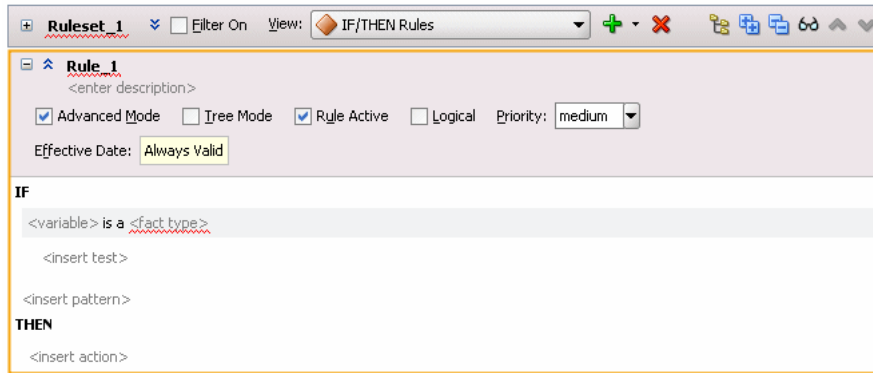 Ruleset_1 Filter On View: IF/THEN Rules
Rule_1
<enter description>
Advanced Mode Tree Mode Rule Active Logical Priority: medium
Effective Date: Always Valid
IF
<variable> is a <fact type>
<insert test>
<insert pattern>
THEN
<insert action>